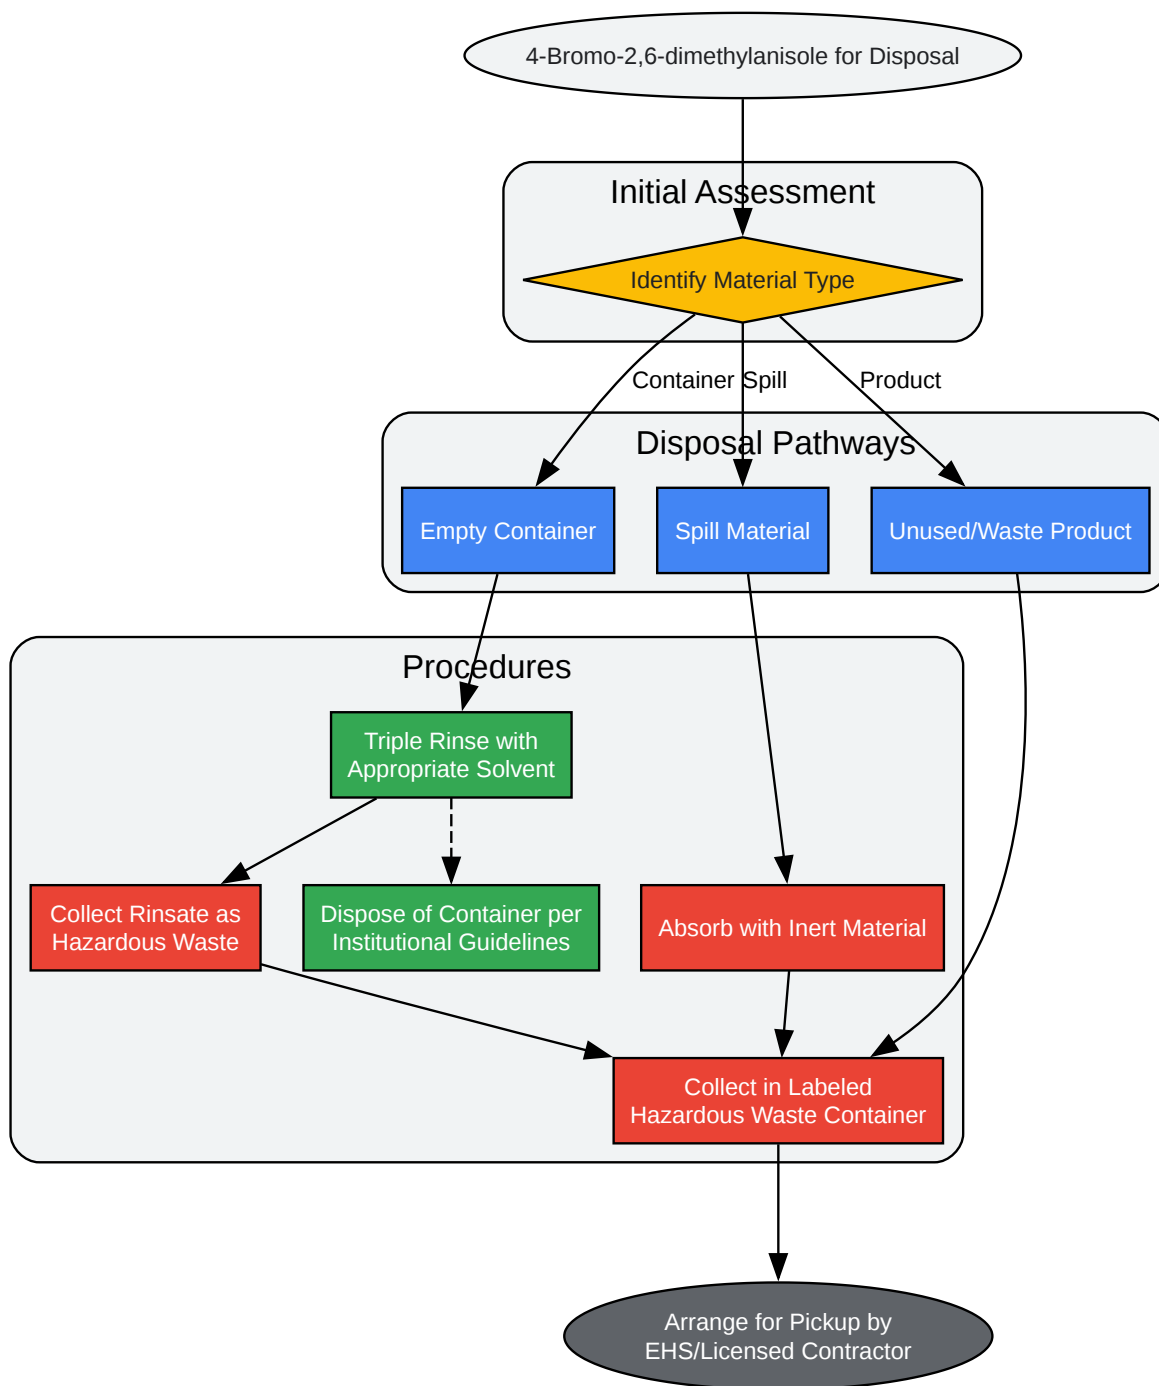 4-Bromo-2,6-dimethylanisole for Disposal
Initial Assessment
Identify Material Type
Container
Spill
Product
Disposal Pathways
Empty Container
Spill Material
Unused/Waste Product
Procedures
Triple Rinse with
Appropriate Solvent
Collect Rinsate as
Hazardous Waste
Dispose of Container per
Institutional Guidelines
Absorb with Inert Material
Collect in Labeled
Hazardous Waste Container
Arrange for Pickup by
EHS/Licensed Contractor